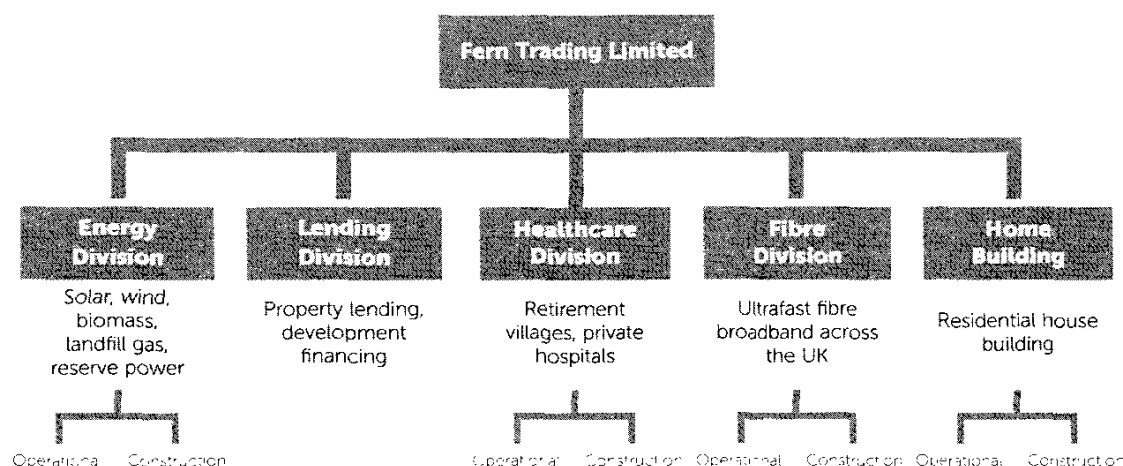 Fern Trading Limited
Energy
Division
Solar, wind,
biomass,
landfill gas,
reserve power
Lending
Division
Property lending,
development
financing
Healthcare
Division
Retirement
villages, private
hospitals
Fibre
Division
Ultrafast fibre
broadband across
the UK
Home
Building
Residential house
building
Operational Construction
Operational Construction
Operational Construction
Operational Construction